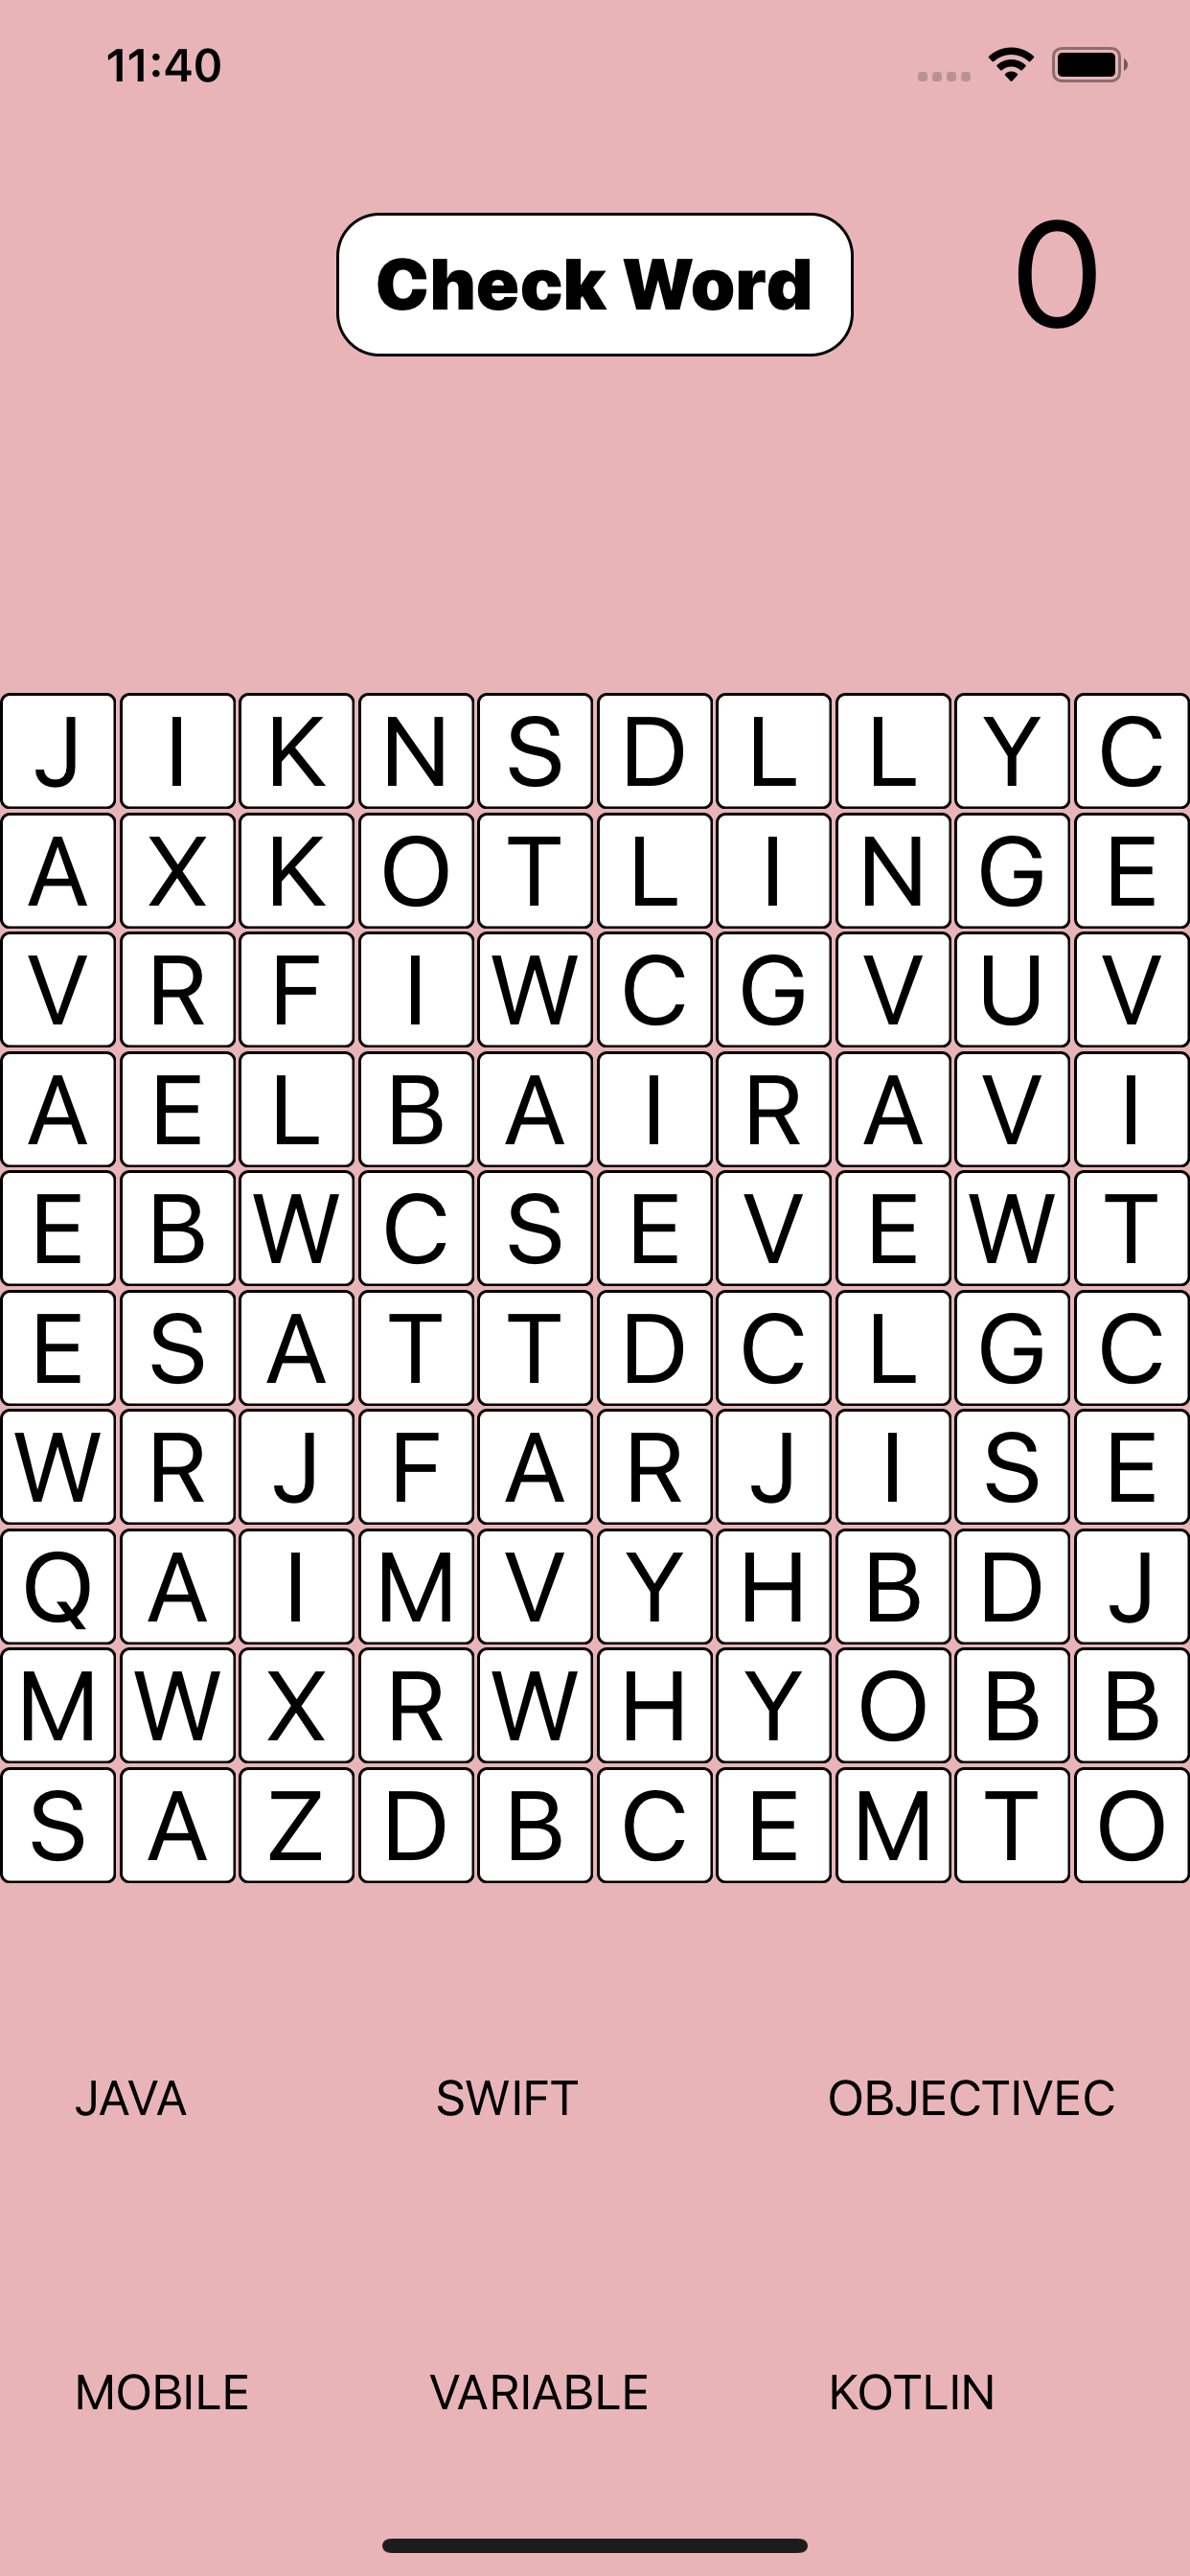 11:40
Check Word 0
J I K N S D L L Y C
A X K O T L I N G E
V R F I W C G V U V
A E L B A I R A V I
E B W C S E V E W T
E S A T T D C L G C
W R J F A R J I S E
Q A I M V Y H B D J
M W X R W H Y O B B
S A Z D B C E M T O
JAVA SWIFT OBJECTIVEC
MOBILE VARIABLE KOTLIN